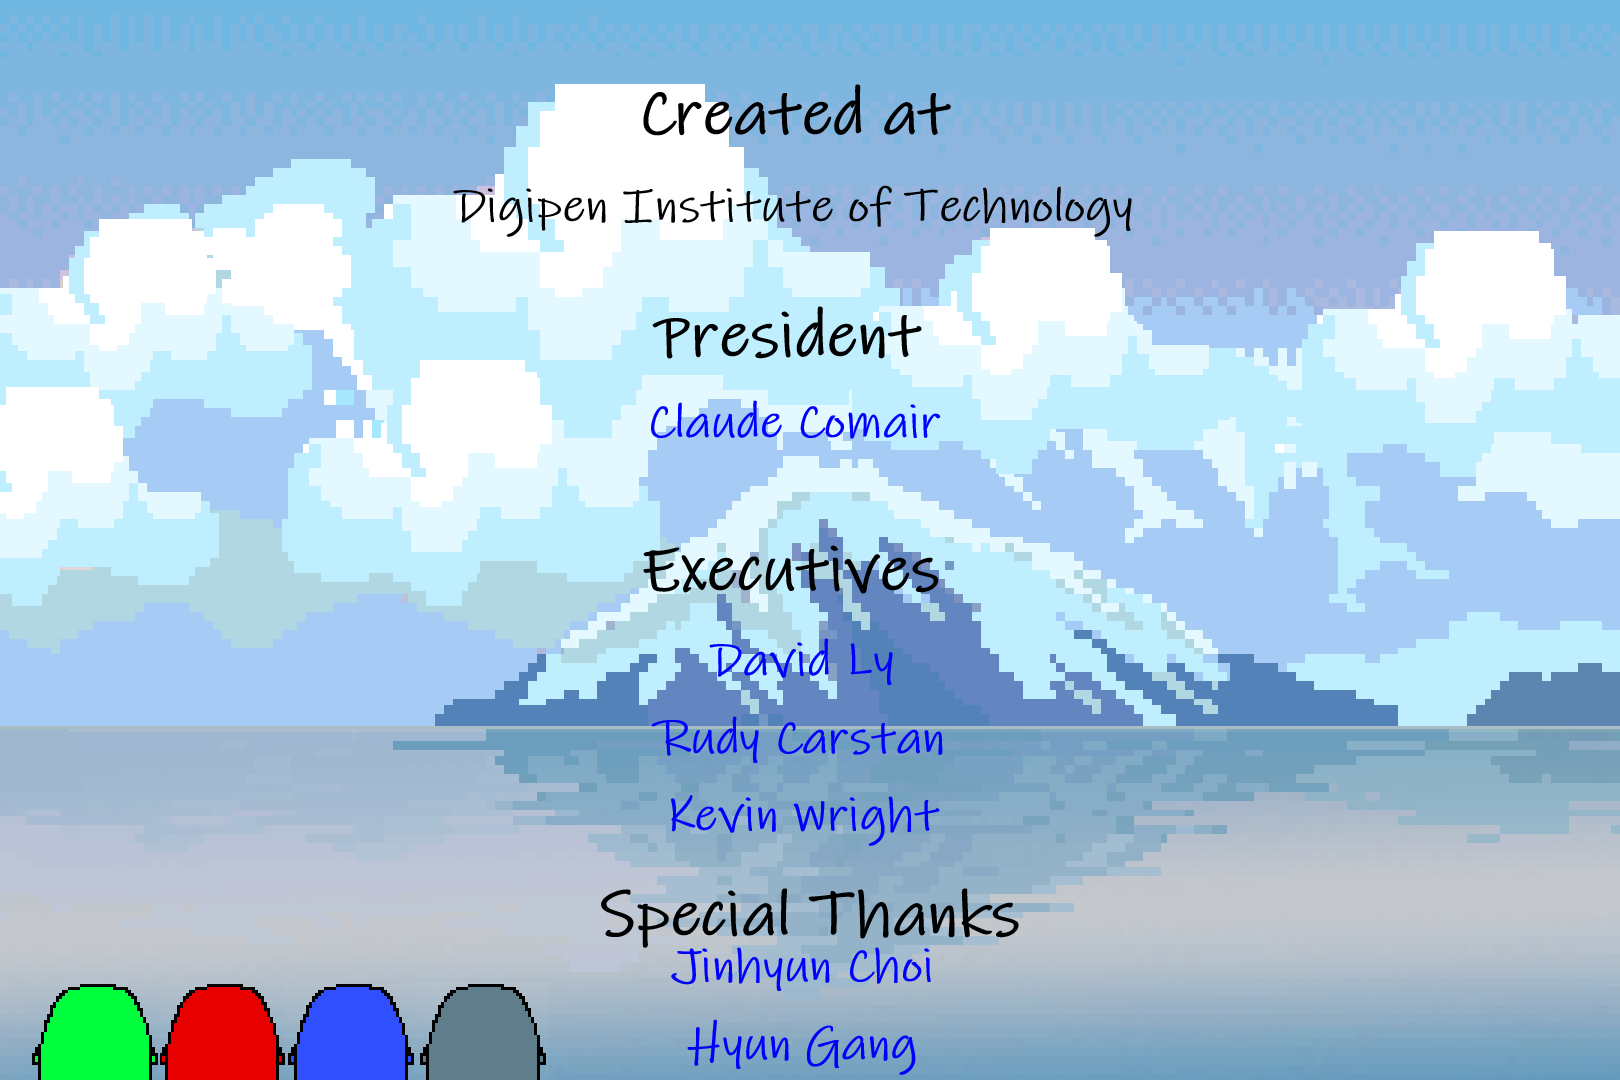 Created at
Digipen Institute of Technology
President
Claude Comair
Executives
David Ly
Rudy Carstan
Kevin Wright
Special Thanks
Jinhyun Choi
Hyun Gang